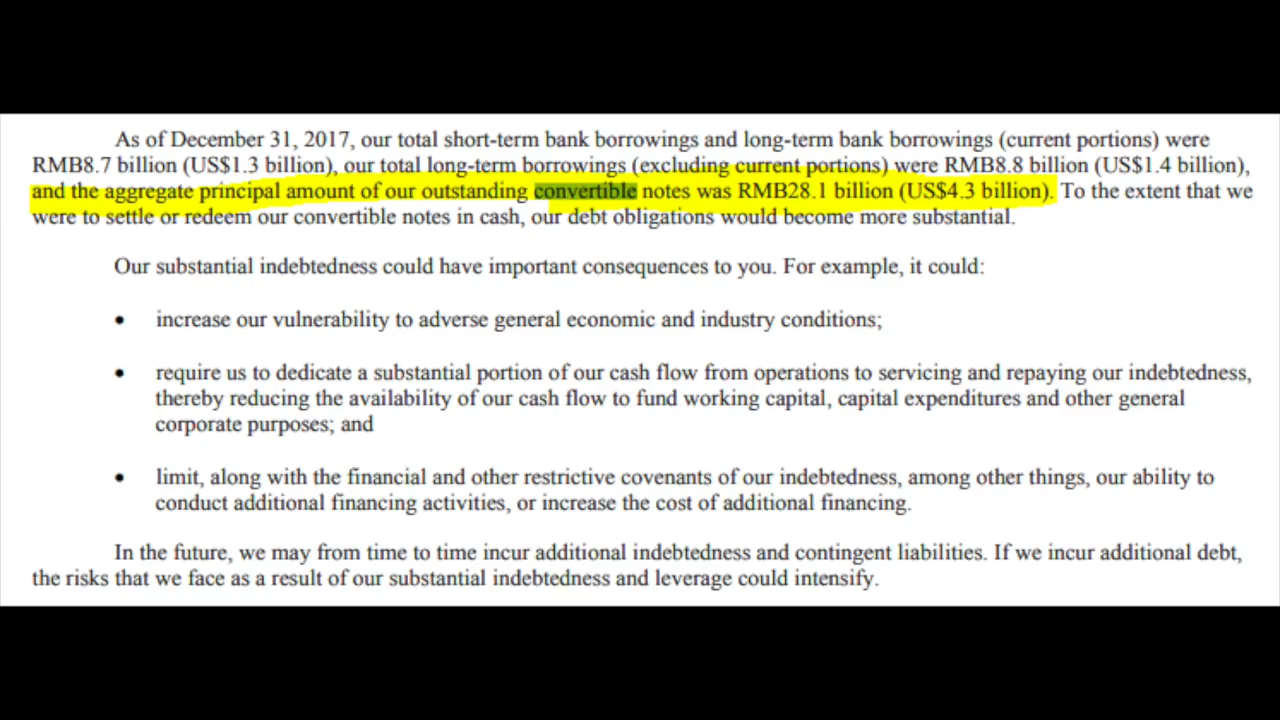 As of December 31, 2017, our total short-term bank borrowings and long-term bank borrowings (current portions) were
RMB8.7 billion (US$1.3 billion), our total long-term borrowings (excluding current portions) were RMB8.8 billion (US$1.4 billion),
and the aggregate principal amount of our outstanding convertible notes was RMB28.1 billion (US$4.3 billion). To the extent that we
were to settle or redeem our convertible notes in cash, our debt obligations would become more substantial.
Our substantial indebtedness could have important consequences to you. For example, it could:
• increase our vulnerability to adverse general economic and industry conditions;
• require us to dedicate a substantial portion of our cash flow from operations to servicing and repaying our indebtedness,
thereby reducing the availability of our cash flow to fund working capital, capital expenditures and other general
corporate purposes; and
• limit, along with the financial and other restrictive covenants of our indebtedness, among other things, our ability to
conduct additional financing activities, or increase the cost of additional financing.
In the future, we may from time to time incur additional indebtedness and contingent liabilities. If we incur additional debt,
the risks that we face as a result of our substantial indebtedness and leverage could intensify.